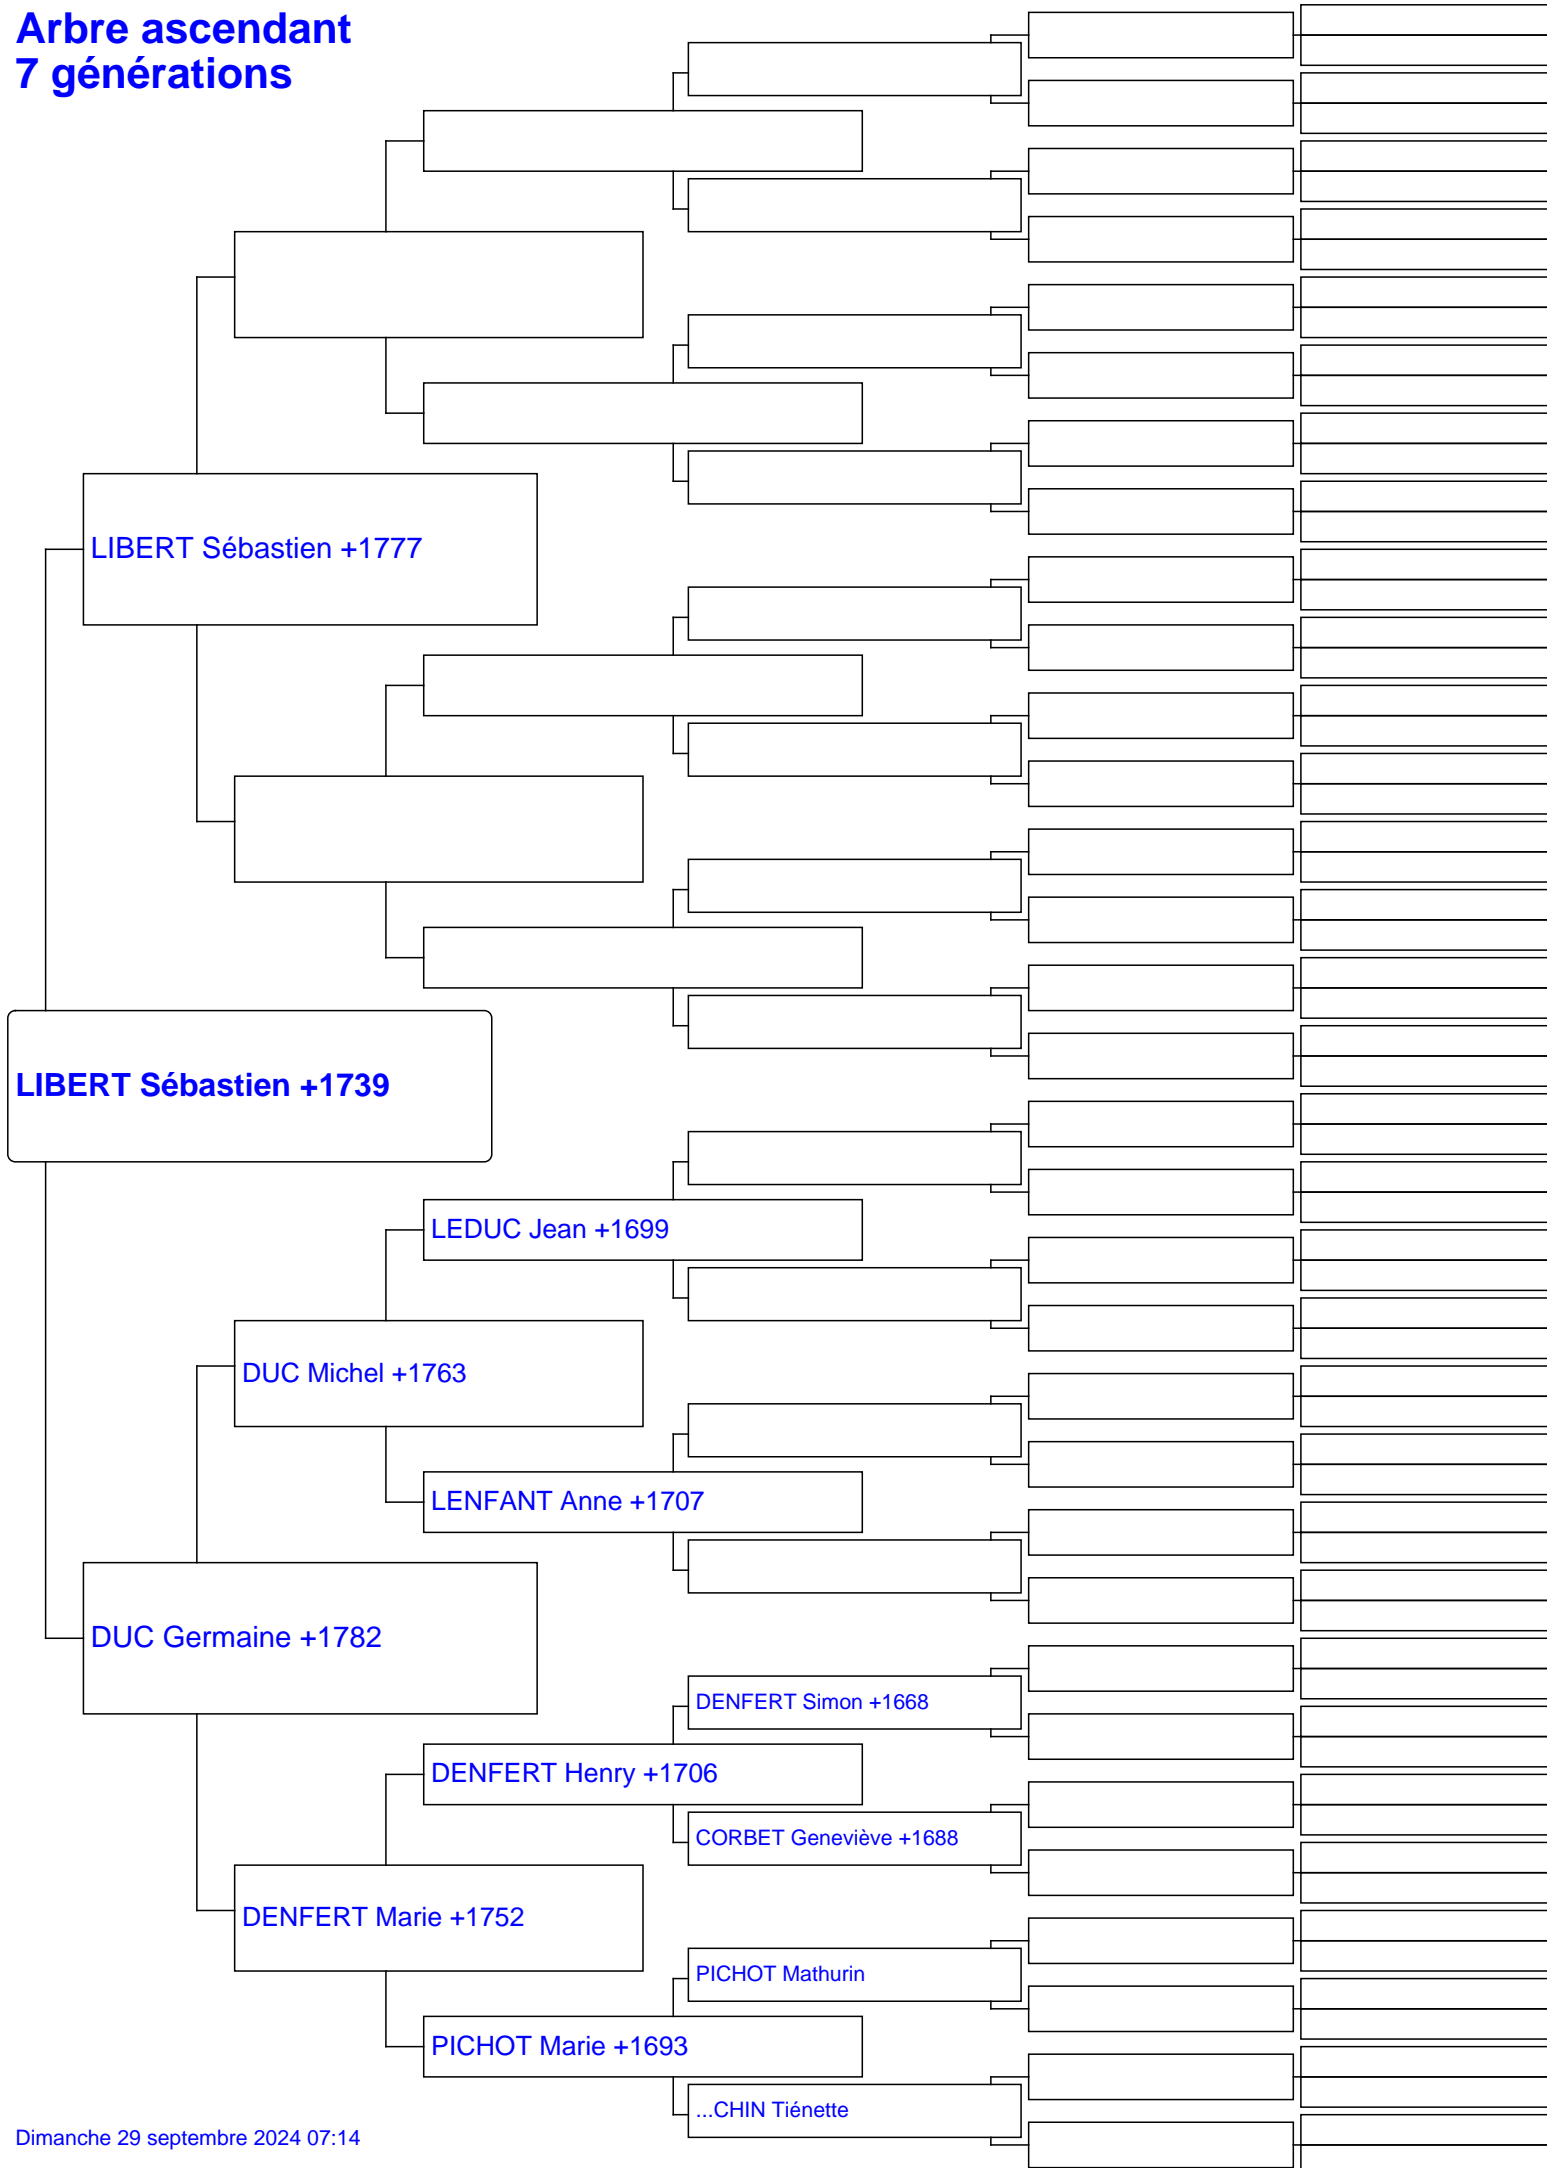 Arbre ascendant
7 générations
LIBERT Sébastien +1777
LIBERT Sébastien +1739
LEDUC Jean +1699
DUC Michel +1763
LENFANT Anne +1707
DUC Germaine +1782
DENFERT Simon +1668
DENFERT Henry +1706
CORBET Geneviève +1688
DENFERT Marie +1752
PICHOT Mathurin
PICHOT Marie +1693
...CHIN Tiénette
Dimanche 29 septembre 2024 07:14